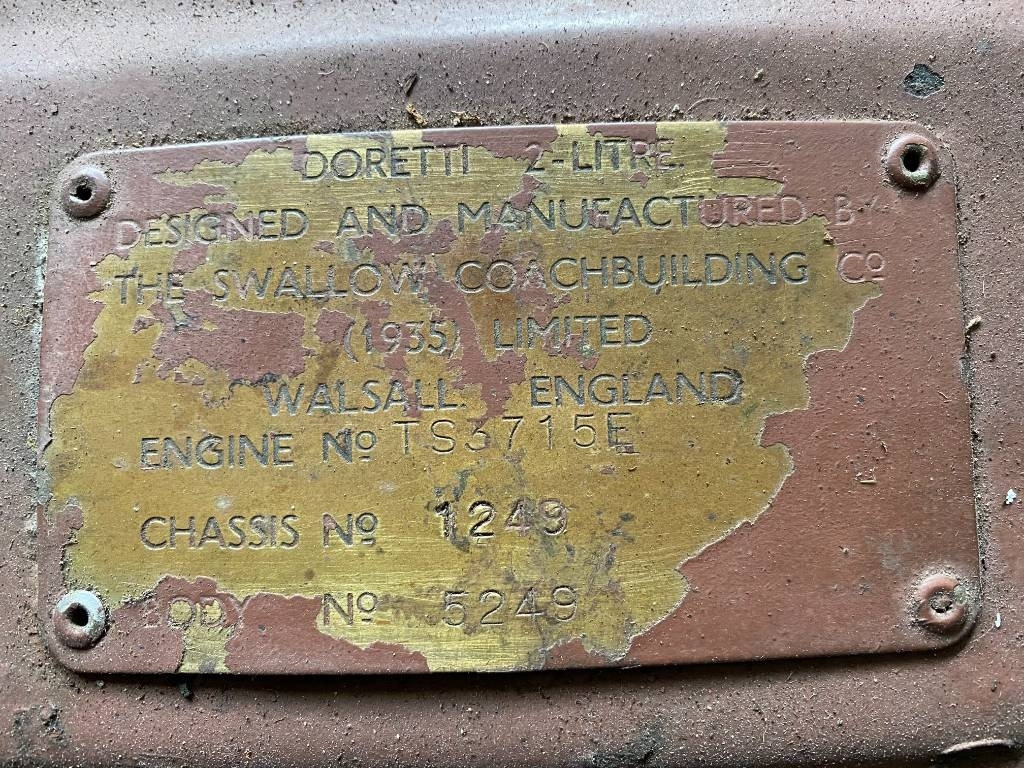 DORETTI 2-LITRE.
DESIGNED AND MANUFACTURED BY
THE SWALLOW COACHBUILDING Cº
(1935) LIMITED
WALSALL. ENGLAND
ENGINE Nº TS3715E
CHASSIS Nº 1249
BODY Nº 5249